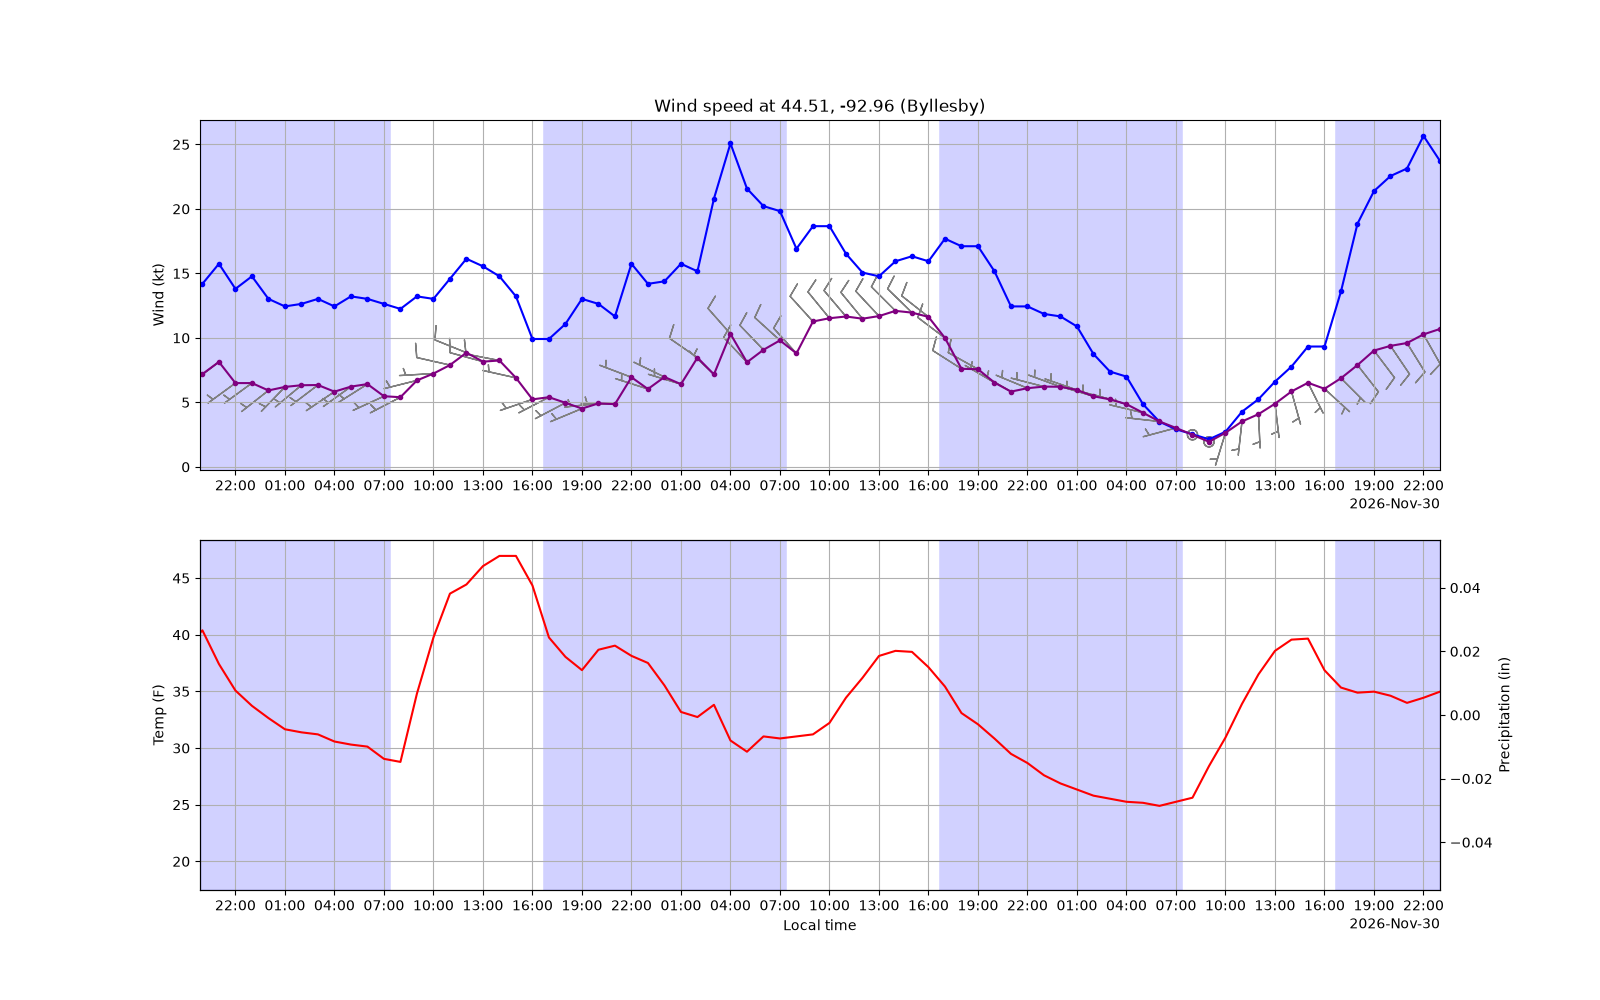 Wind speed at 44.51, -92.96 (Byllesby)
Wind (kt)
25
20
15
10
5
0
22:00 01:00 04:00 07:00 10:00 13:00 16:00 19:00 22:00 01:00 04:00 07:00 10:00 13:00 16:00 19:00 22:00 01:00 04:00 07:00 10:00 13:00 16:00 19:00 22:00
2026-Nov-30
Temp (F)
45
40
35
30
25
20
0.04
0.02
0.00
−0.02
−0.04
Precipitation (in)
22:00 01:00 04:00 07:00 10:00 13:00 16:00 19:00 22:00 01:00 04:00 07:00 10:00 13:00 16:00 19:00 22:00 01:00 04:00 07:00 10:00 13:00 16:00 19:00 22:00
Local time
2026-Nov-30